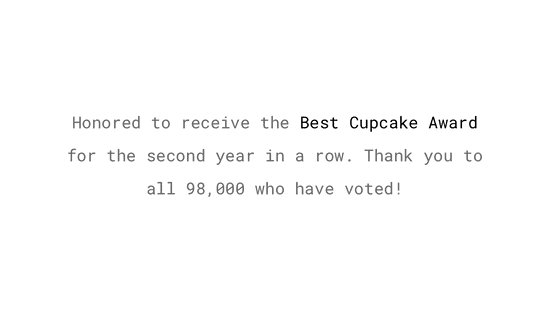 Honored to receive the Best Cupcake Award
for the second year in a row. Thank you to
all 98,000 who have voted!